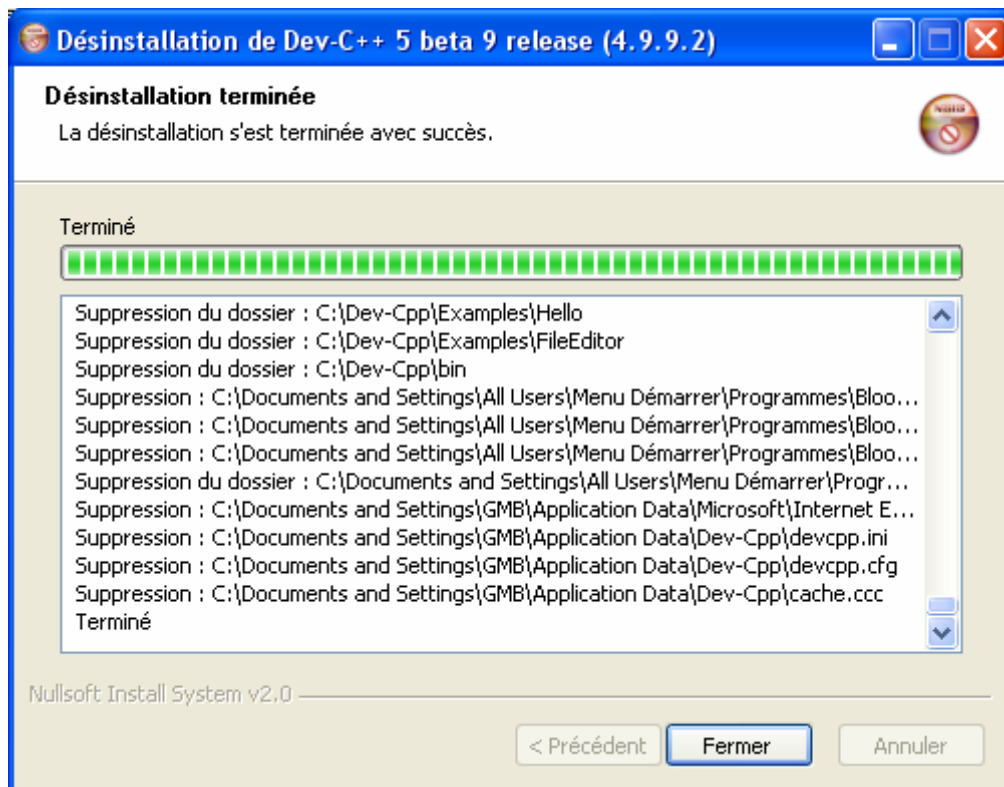 Désinstallation de Dev-C++ 5 beta 9 release (4.9.9.2)
Désinstallation terminée
La désinstallation s'est terminée avec succès.
Terminé
Suppression du dossier : C:\Dev-Cpp\Examples\Hello
Suppression du dossier : C:\Dev-Cpp\Examples\FileEditor
Suppression du dossier : C:\Dev-Cpp\bin
Suppression : C:\Documents and Settings\All Users\Menu Démarrer\Programmes\Bloo...
Suppression : C:\Documents and Settings\All Users\Menu Démarrer\Programmes\Bloo...
Suppression : C:\Documents and Settings\All Users\Menu Démarrer\Programmes\Bloo...
Suppression du dossier : C:\Documents and Settings\All Users\Menu Démarrer\Progr...
Suppression : C:\Documents and Settings\GMB\Application Data\Microsoft\Internet E...
Suppression : C:\Documents and Settings\GMB\Application Data\Dev-Cpp\devcpp.ini
Suppression : C:\Documents and Settings\GMB\Application Data\Dev-Cpp\devcpp.cfg
Suppression : C:\Documents and Settings\GMB\Application Data\Dev-Cpp\cache.ccc
Terminé
Nullsoft Install System v2.0
< Précédent
Fermer
Annuler